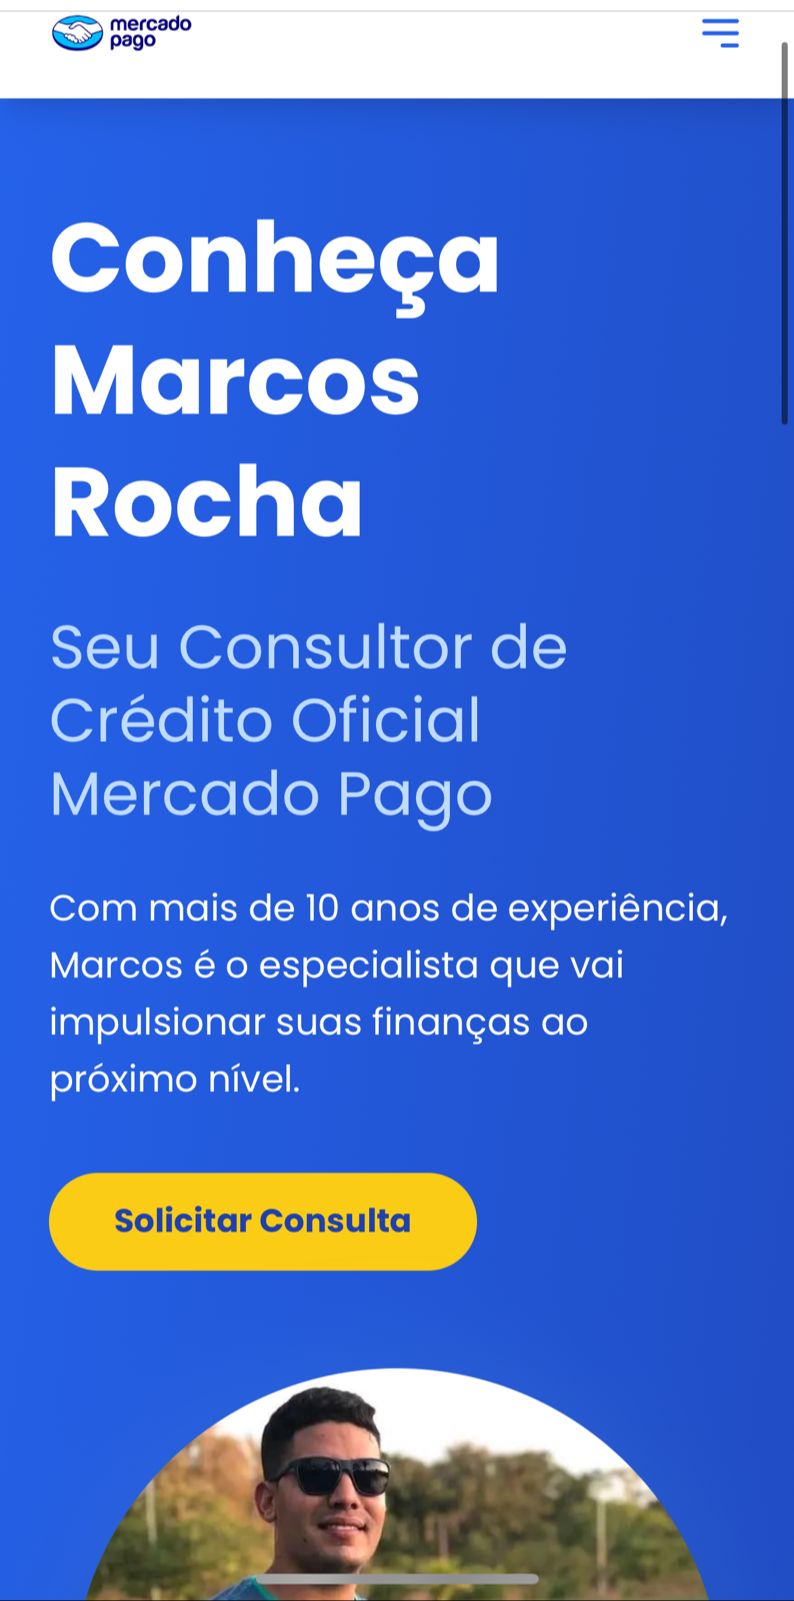 mercado
pago
Conheça
Marcos
Rocha
Seu Consultor de
Crédito Oficial
Mercado Pago
Com mais de 10 anos de experiência,
Marcos é o especialista que vai
impulsionar suas finanças ao
próximo nível.
Solicitar Consulta